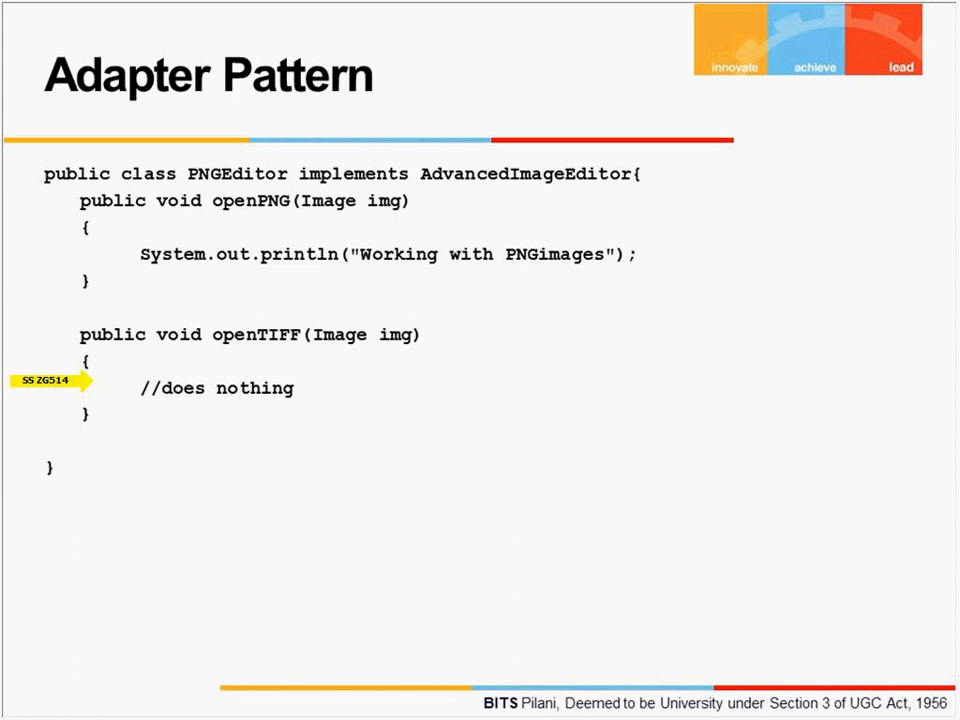 innovate achieve lead
Adapter Pattern
public class PNGEditor implements AdvancedImageEditor{
public void openPNG(Image img)
{
System.out.println("Working with PNGimages");
}
public void openTIFF(Image img)
{
SS ZG514
//does nothing
}
}
BITS Pilani, Deemed to be University under Section 3 of UGC Act, 1956